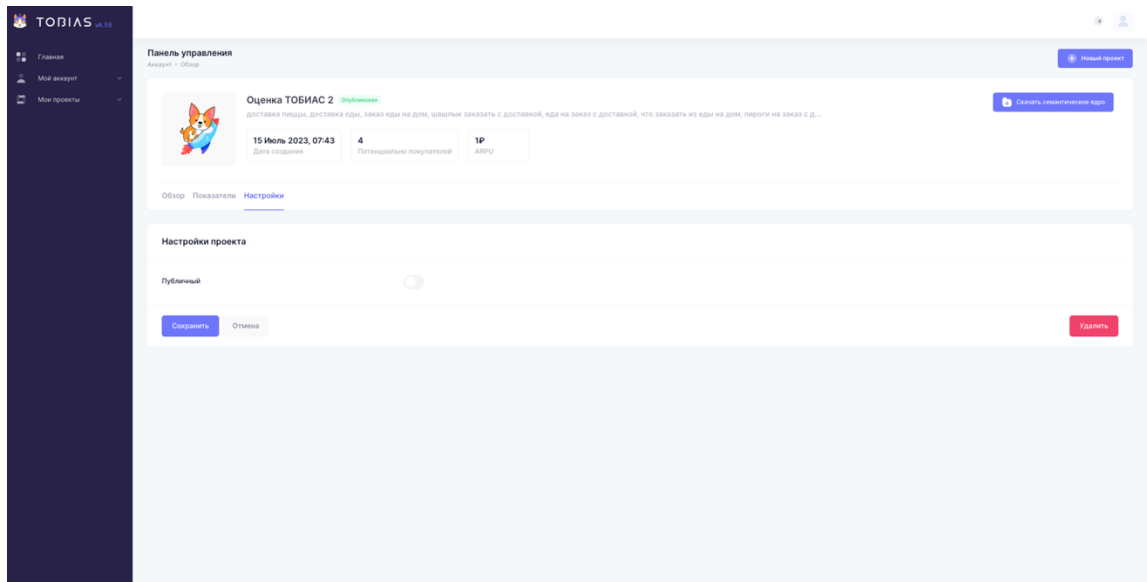 TOBIAS v4.58
Главная
Мой аккаунт
Мои проекты
Панель управления
Аккаунт - Обзор
Новый проект
Оценка ТОБИАС 2 Опубликован
доставка пиццы, доставка еды, заказ еды на дом, шашлык заказать с доставкой, еда на заказ с доставкой, что заказать из еды на дом, пироги на заказ с д...
Скачать семантическое ядро
15 Июль 2023, 07:43
Дата создания
4
Потенциально покупателей
1₽
ARPU
Обзор Показатели Настройки
Настройки проекта
Публичный
Сохранить Отмена Удалить